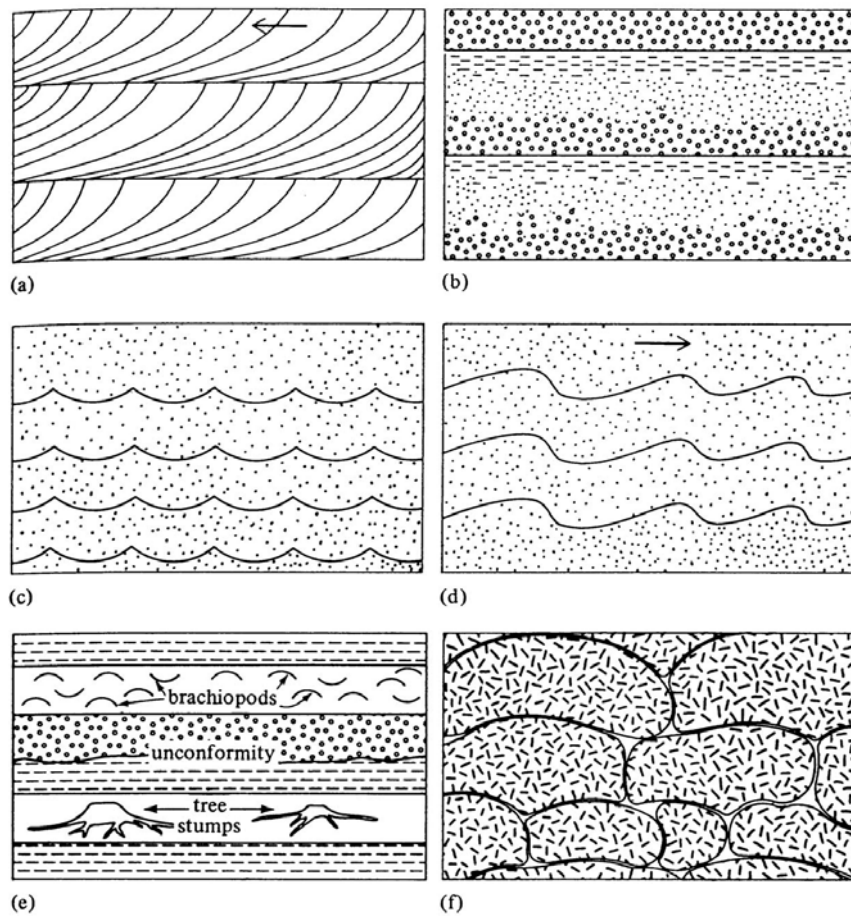 (a)
(b)
(c)
(d)
brachiopods
unconformity
tree
stumps
(e)
(f)